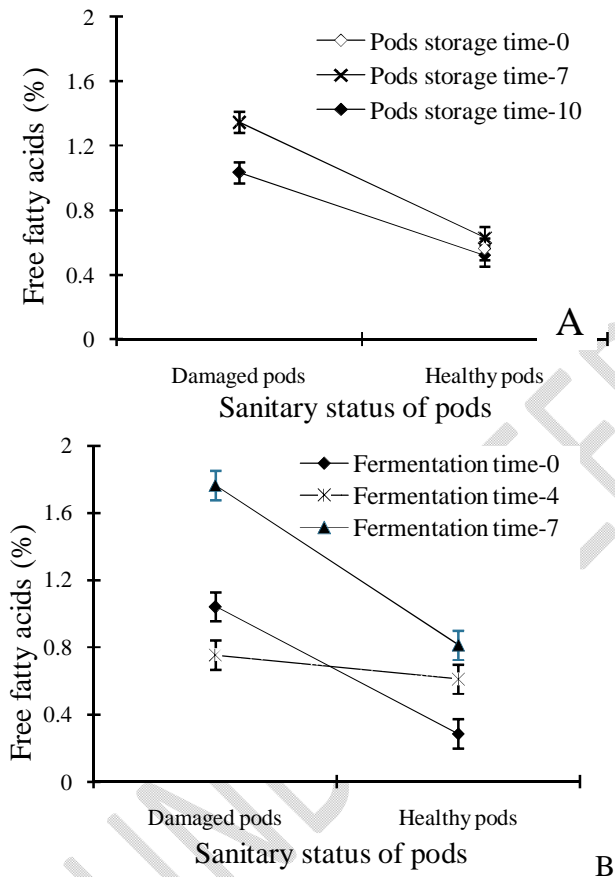 2
1.6
1.2
0.8
0.4
0
Free fatty acids (%)
Pods storage time-0
Pods storage time-7
Pods storage time-10
A
Damaged pods Healthy pods
Sanitary status of pods
2
1.6
1.2
0.8
0.4
0
Free fatty acids (%)
Fermentation time-0
Fermentation time-4
Fermentation time-7
Damaged pods Healthy pods
Sanitary status of pods
B